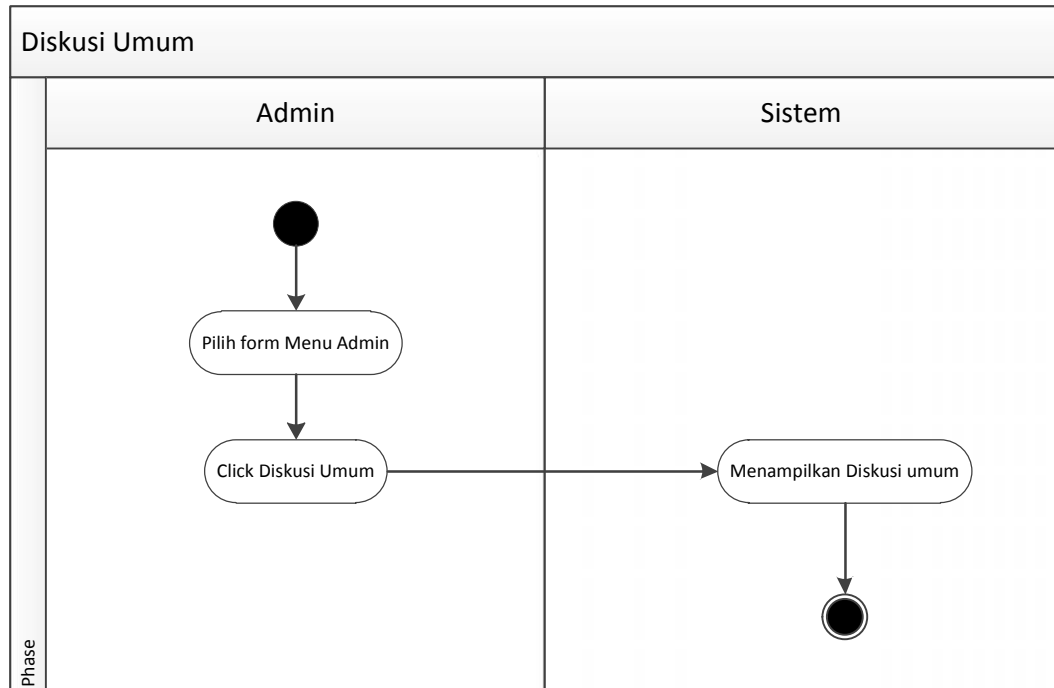 Diskusi Umum
Admin
Sistem
Pilih form Menu Admin
Click Diskusi Umum
Menampilkan Diskusi umum
Phase